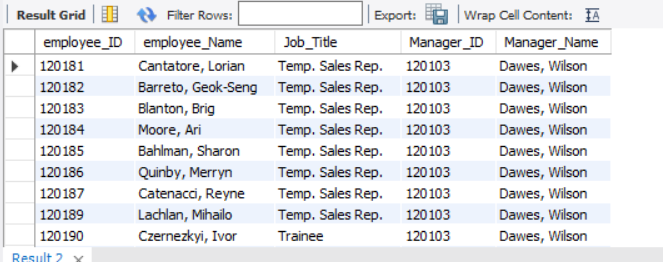 Result Grid Filter Rows: Export: Wrap Cell Content: IA
employee_ID employee_Name Job_Title Manager_ID Manager_Name
120181 Cantatore, Lorian Temp. Sales Rep. 120103 Dawes, Wilson
120182 Barreto, Geok-Seng Temp. Sales Rep. 120103 Dawes, Wilson
120183 Blanton, Brig Temp. Sales Rep. 120103 Dawes, Wilson
120184 Moore, Ari Temp. Sales Rep. 120103 Dawes, Wilson
120185 Bahlman, Sharon Temp. Sales Rep. 120103 Dawes, Wilson
120186 Quinby, Merryn Temp. Sales Rep. 120103 Dawes, Wilson
120187 Catenacci, Reyne Temp. Sales Rep. 120103 Dawes, Wilson
120189 Lachlan, Mihailo Temp. Sales Rep. 120103 Dawes, Wilson
120190 Czernezkyi, Ivor Trainee 120103 Dawes, Wilson
Result 2